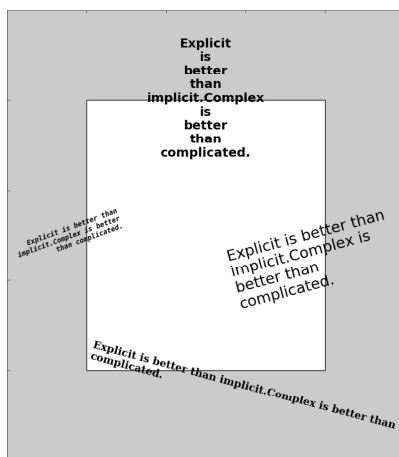 Explicit
is
better
than
implicit.Complex
is
better
than
complicated.
Explicit is better than
implicit.Complex is better
than complicated.
Explicit is better than
implicit.Complex is
better than
complicated.
Explicit is better than implicit.Complex is better than
complicated.